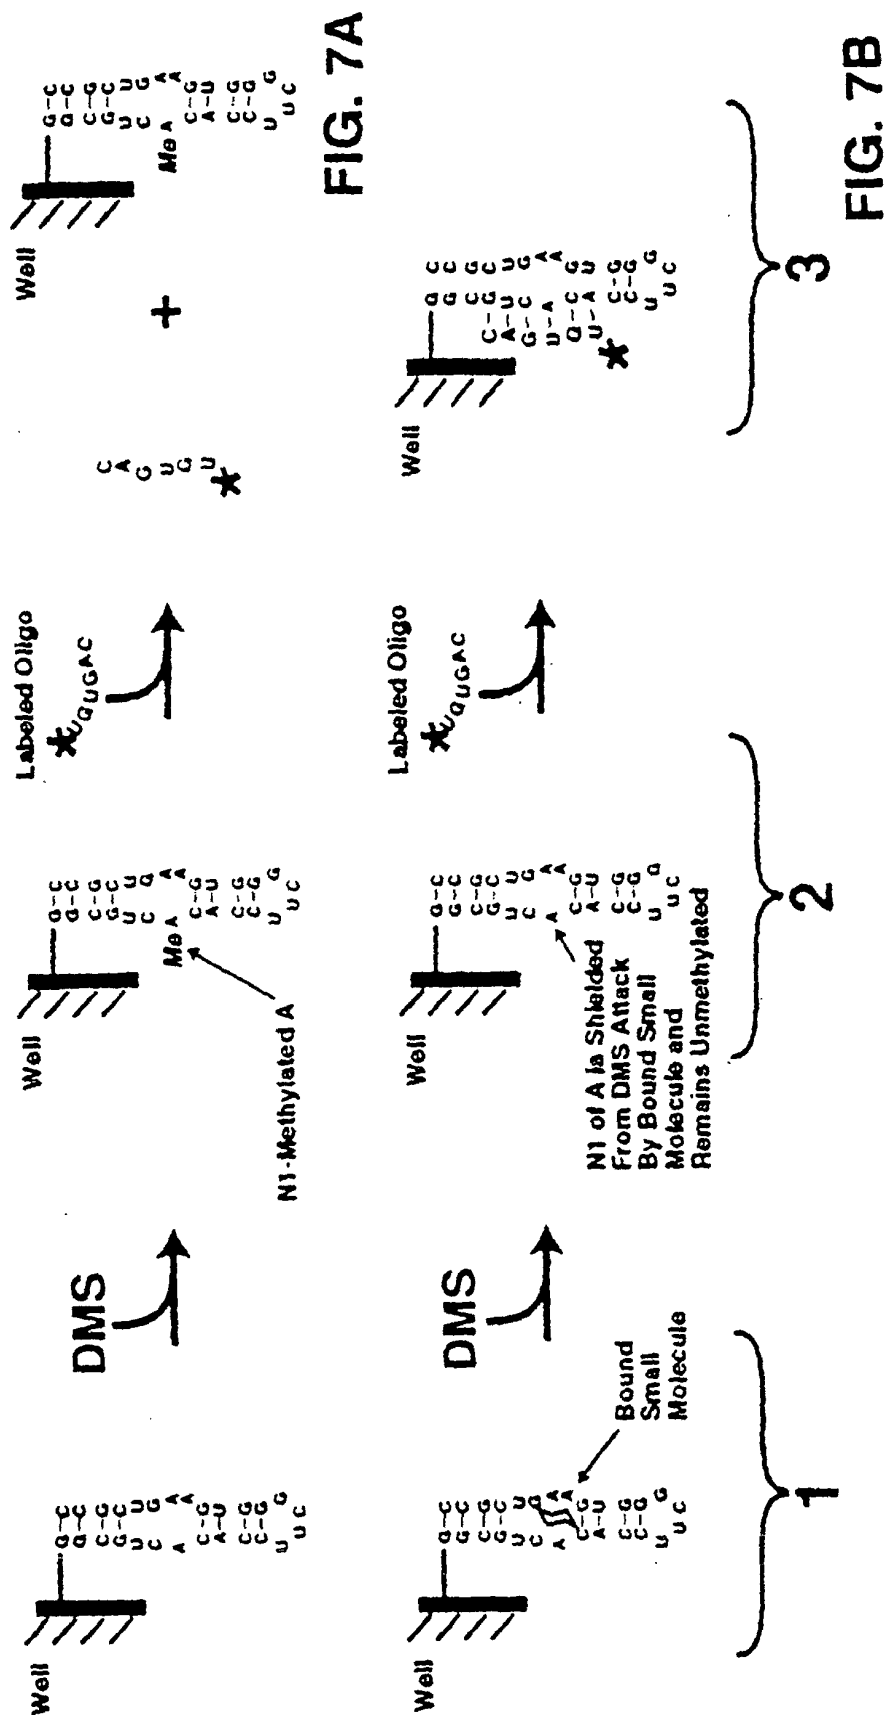 Well
G-C
G-C
C-G
G-C
U U
C G
A A
A
C-G
A-U
C-G
C-G
U G
U C
DMS
Well
G-C
G-C
C-G
G-C
U U
C G
Me A A
A
C-G
A-U
C-G
C-G
U G
U C
N1-Methylated A
Labeled Oligo
*UGUGAC
C
A
G
U
G
U
*
+
Well
G-C
G-C
C-G
G-C
U U
C G
Me A A
A
C-G
A-U
C-G
C-G
U G
U C
FIG. 7A
Well
G-C
G-C
C-G
G-C
U U
C G
A A
A
C-G
A-U
C-G
C-G
U G
U C
Bound
Small
Molecule
DMS
Well
G-C
G-C
C-G
G-C
U U
C G
A A
A
C-G
A-U
C-G
C-G
U G
U C
N1 of A is Shielded
From DMS Attack
By Bound Small
Molecule and
Remains Unmethylated
Labeled Oligo
*UGUGAC
Well
G C
G C
C G
C-G C
A-U U
G-C G
U-A A
A
G-C G
U-A U
*
C-G
C-G
U G
U C
1
2
3
FIG. 7B